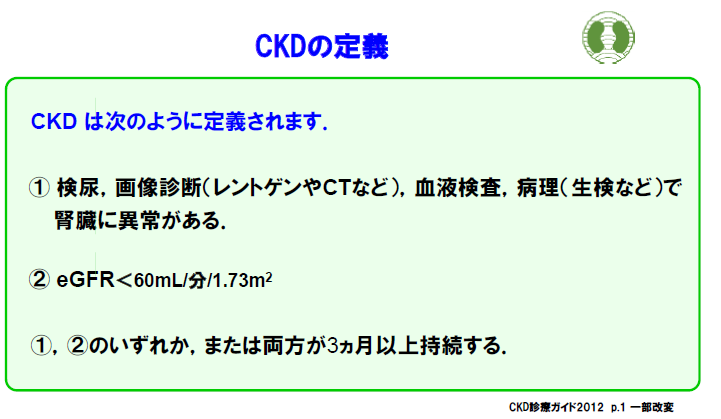 CKDの定義
CKD は次のように定義されます．
① 検尿，画像診断（レントゲンやCTなど），血液検査，病理（生検など）で
腎臓に異常がある．
② eGFR＜60mL/分/1.73m²
①，②のいずれか，または両方が3ヵ月以上持続する．
CKD診療ガイド2012 p.1 一部改変